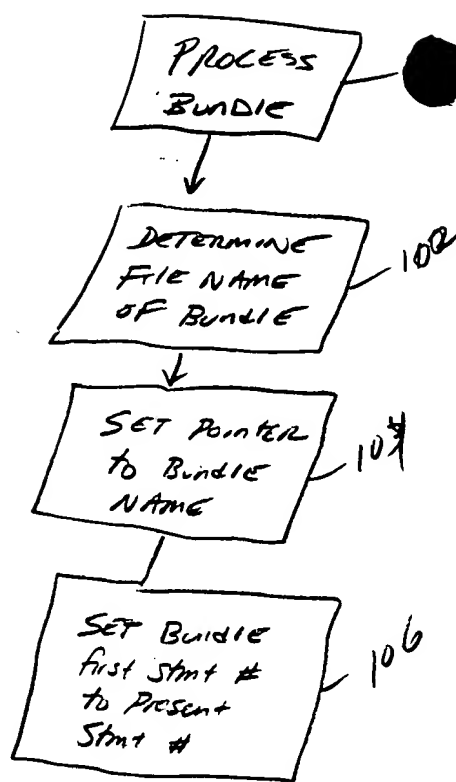 PROCESS
BUNDLE
DETERMINE
FILE NAME
OF BUNDLE
102
SET POINTER
to BUNDLE
NAME
104
SET Bundle
first Stmt #
to Present
Stmt #
106